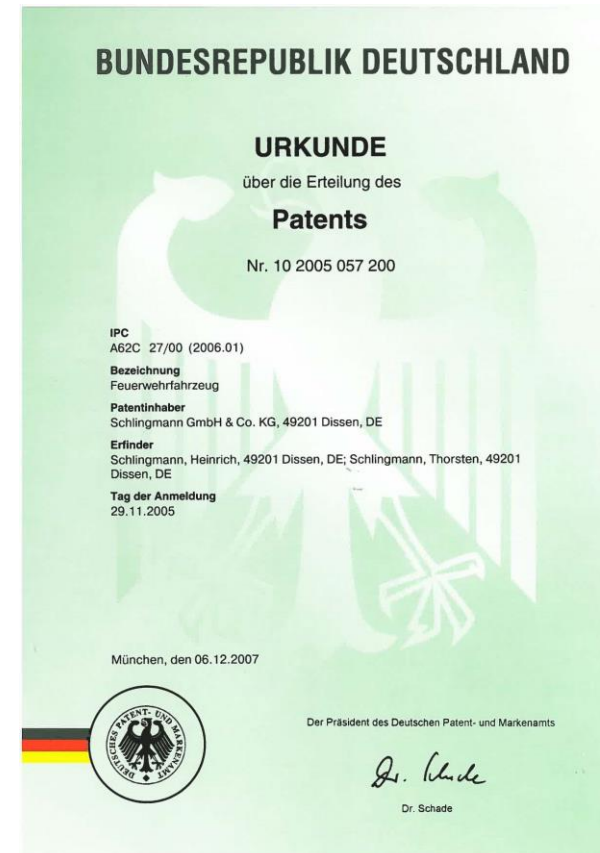 BUNDESREPUBLIK DEUTSCHLAND
URKUNDE
über die Erteilung des
Patents
Nr. 10 2005 057 200
IPC
A62C 27/00 (2006.01)
Bezeichnung
Feuerwehrfahrzeug
Patentinhaber
Schlingmann GmbH & Co. KG, 49201 Dissen, DE
Erfinder
Schlingmann, Heinrich, 49201 Dissen, DE; Schlingmann, Thorsten, 49201
Dissen, DE
Tag der Anmeldung
29.11.2005
München, den 06.12.2007
DEUTSCHES PATENT- UND MARKENAMT
Der Präsident des Deutschen Patent- und Markenamts
Dr. Schade
Dr. Schade